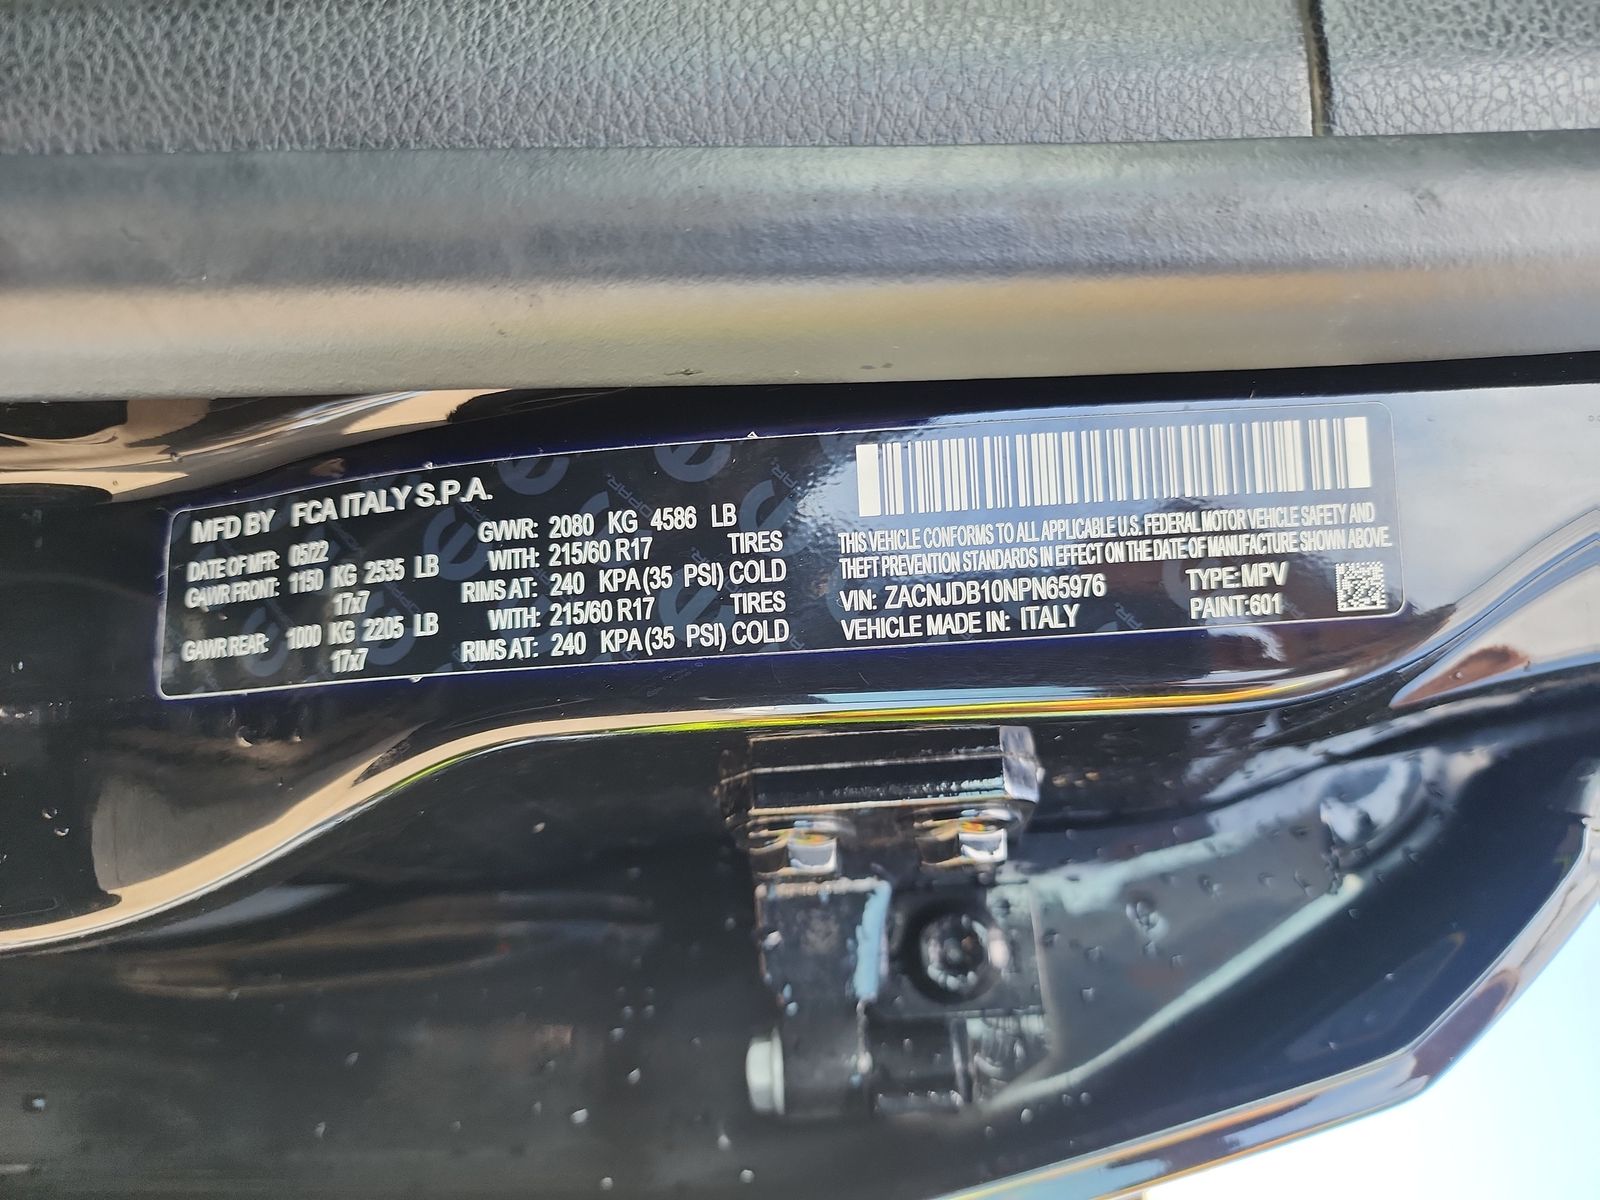 MFD BY FCA ITALY S.P.A.
DATE OF MFR: 05/22 GVWR: 2080 KG 4586 LB
GAWR FRONT: 1150 KG 2535 LB WITH: 215/60 R17 TIRES
17x7 RIMS AT: 240 KPA(35 PSI) COLD
GAWR REAR: 1000 KG 2205 LB WITH: 215/60 R17 TIRES
17x7 RIMS AT: 240 KPA(35 PSI) COLD
THIS VEHICLE CONFORMS TO ALL APPLICABLE U.S. FEDERAL MOTOR VEHICLE SAFETY AND
THEFT PREVENTION STANDARDS IN EFFECT ON THE DATE OF MANUFACTURE SHOWN ABOVE.
VIN: ZACNJDB10NPN65976 TYPE: MPV
VEHICLE MADE IN: ITALY PAINT:601